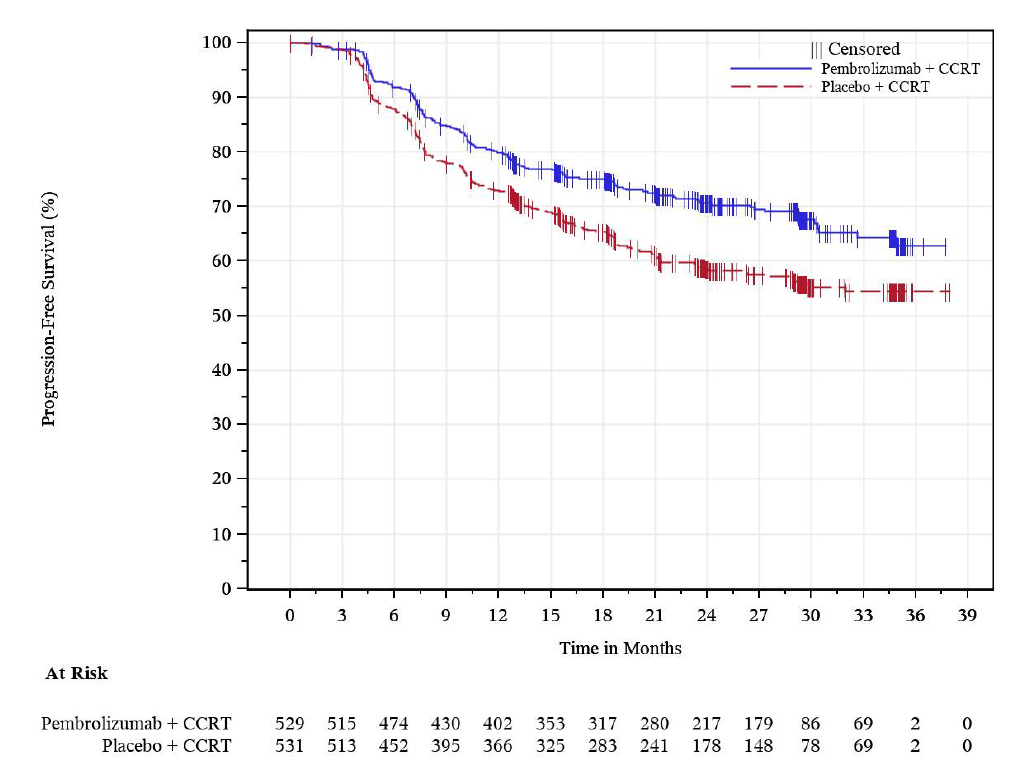 Progression-Free Survival (%)
100
90
80
70
60
50
40
30
20
10
0
Censored
Pembrolizumab + CCRT
Placebo + CCRT
0 3 6 9 12 15 18 21 24 27 30 33 36 39
Time in Months
At Risk
Pembrolizumab + CCRT 529 515 474 430 402 353 317 280 217 179 86 69 2 0
Placebo + CCRT 531 513 452 395 366 325 283 241 178 148 78 69 2 0